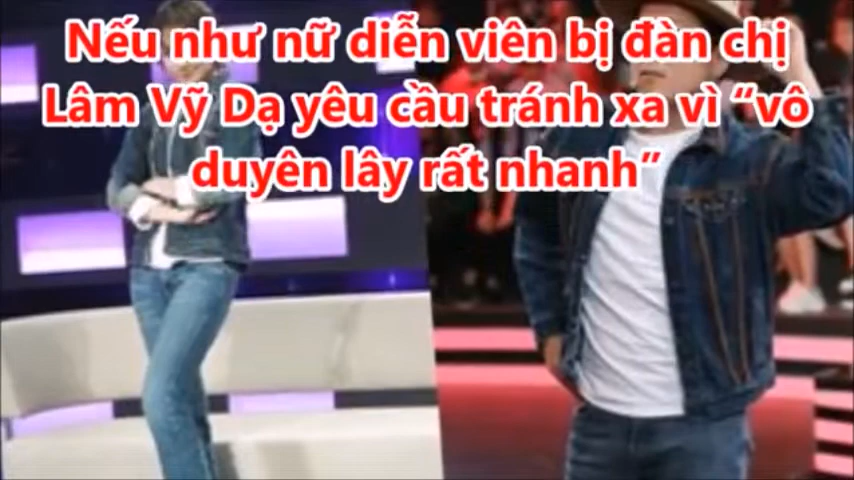 Nếu như nữ diễn viên bị đàn chị
Lâm Vỹ Dạ yêu cầu tránh xa vì “vô
duyên lây rất nhanh”